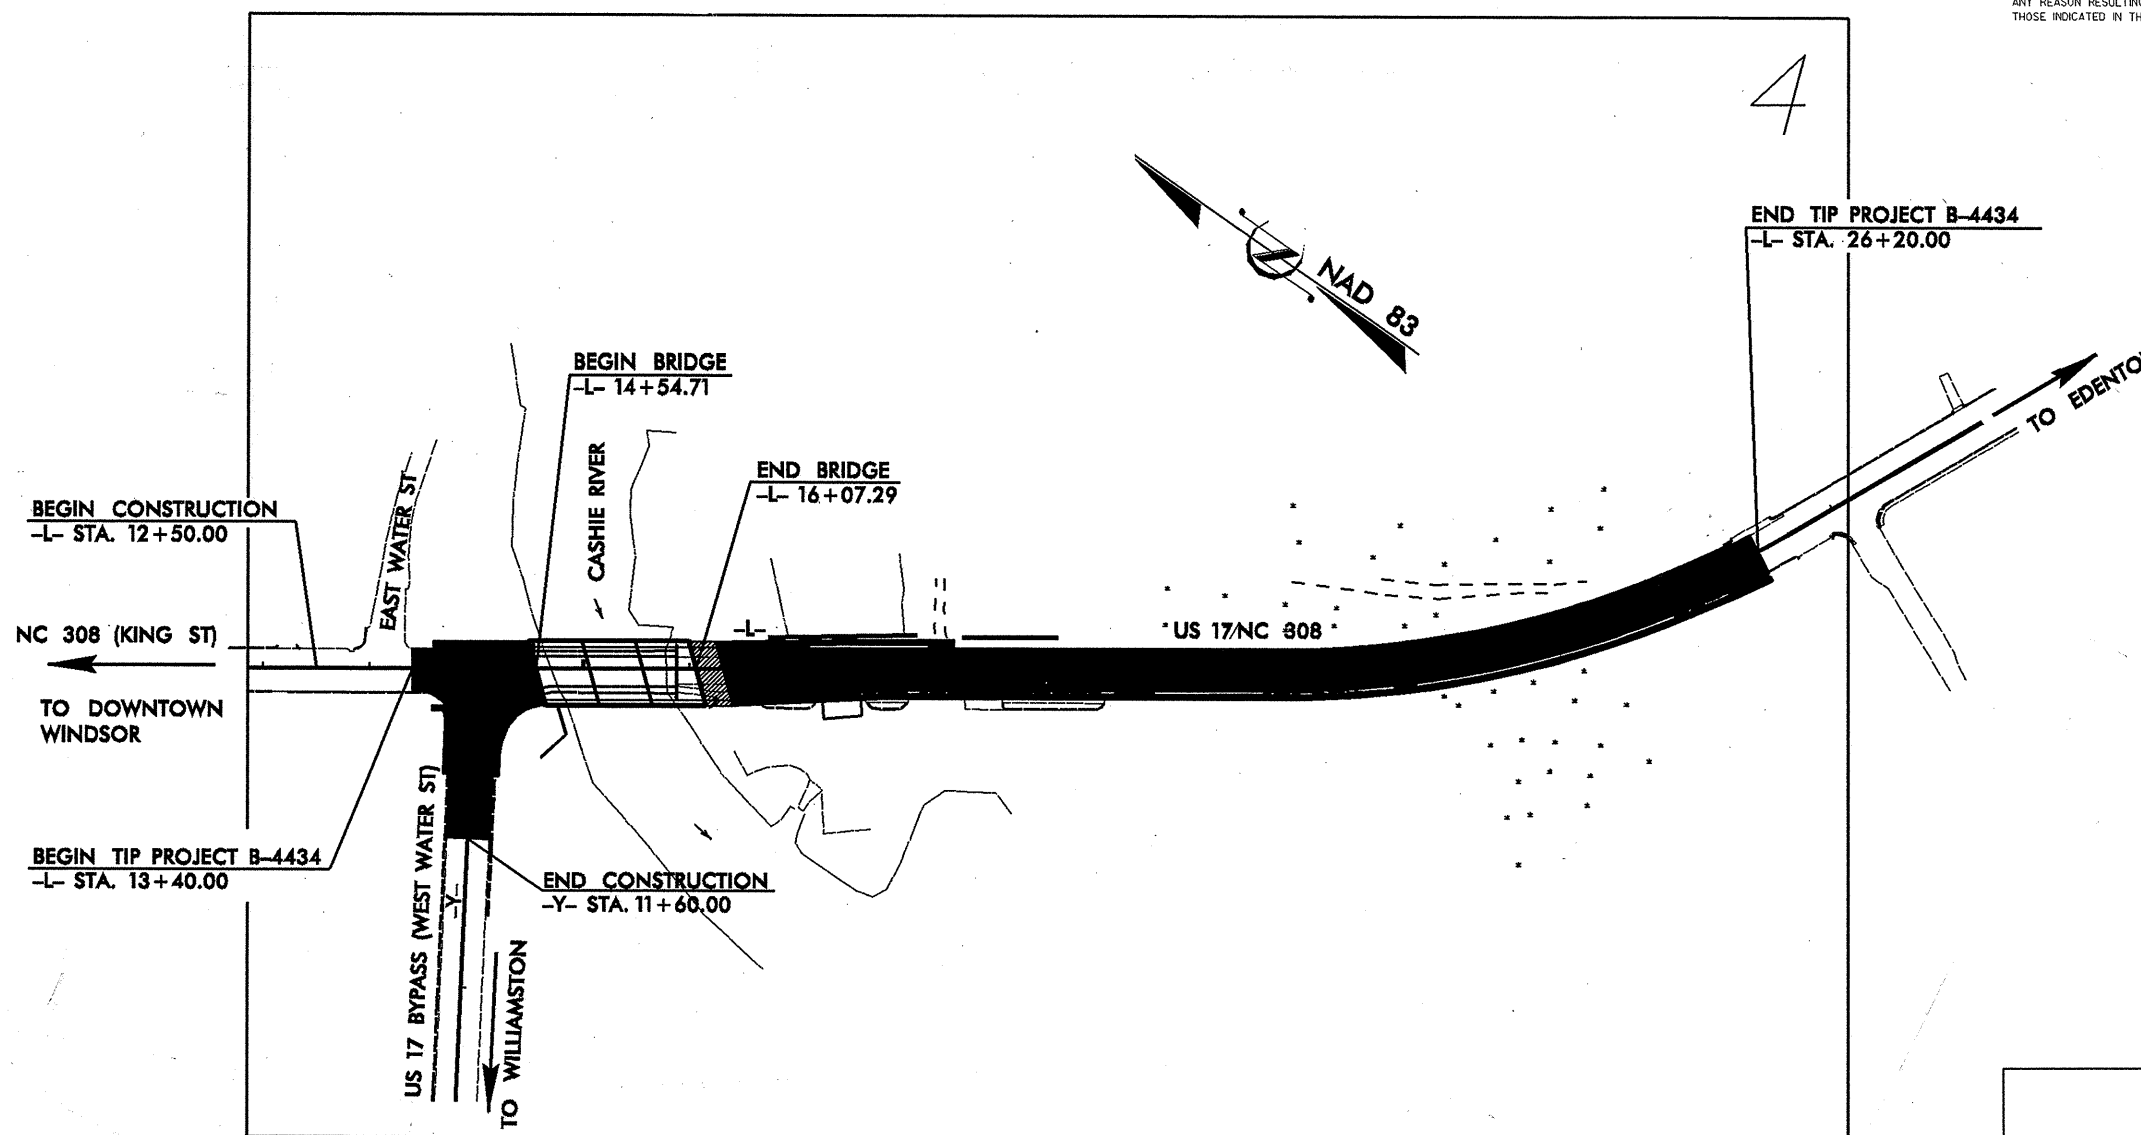 ANY REASON RESULTING
THOSE INDICATED IN TH
4
END TIP PROJECT B-4434
-L- STA. 26+20.00
NAD 83
BEGIN BRIDGE
-L- 14+54.71
TO EDENTO
CASHIE RIVER
END BRIDGE
-L- 16+07.29
EAST WATER ST
BEGIN CONSTRUCTION
-L- STA. 12+50.00
NC 308 (KING ST)
-L-
US 17/NC 308
TO DOWNTOWN
WINDSOR
US 17 BYPASS (WEST WATER ST)
BEGIN TIP PROJECT B-4434
-L- STA. 13+40.00
-Y-
END CONSTRUCTION
-Y- STA. 11+60.00
TO WILLIAMSTON